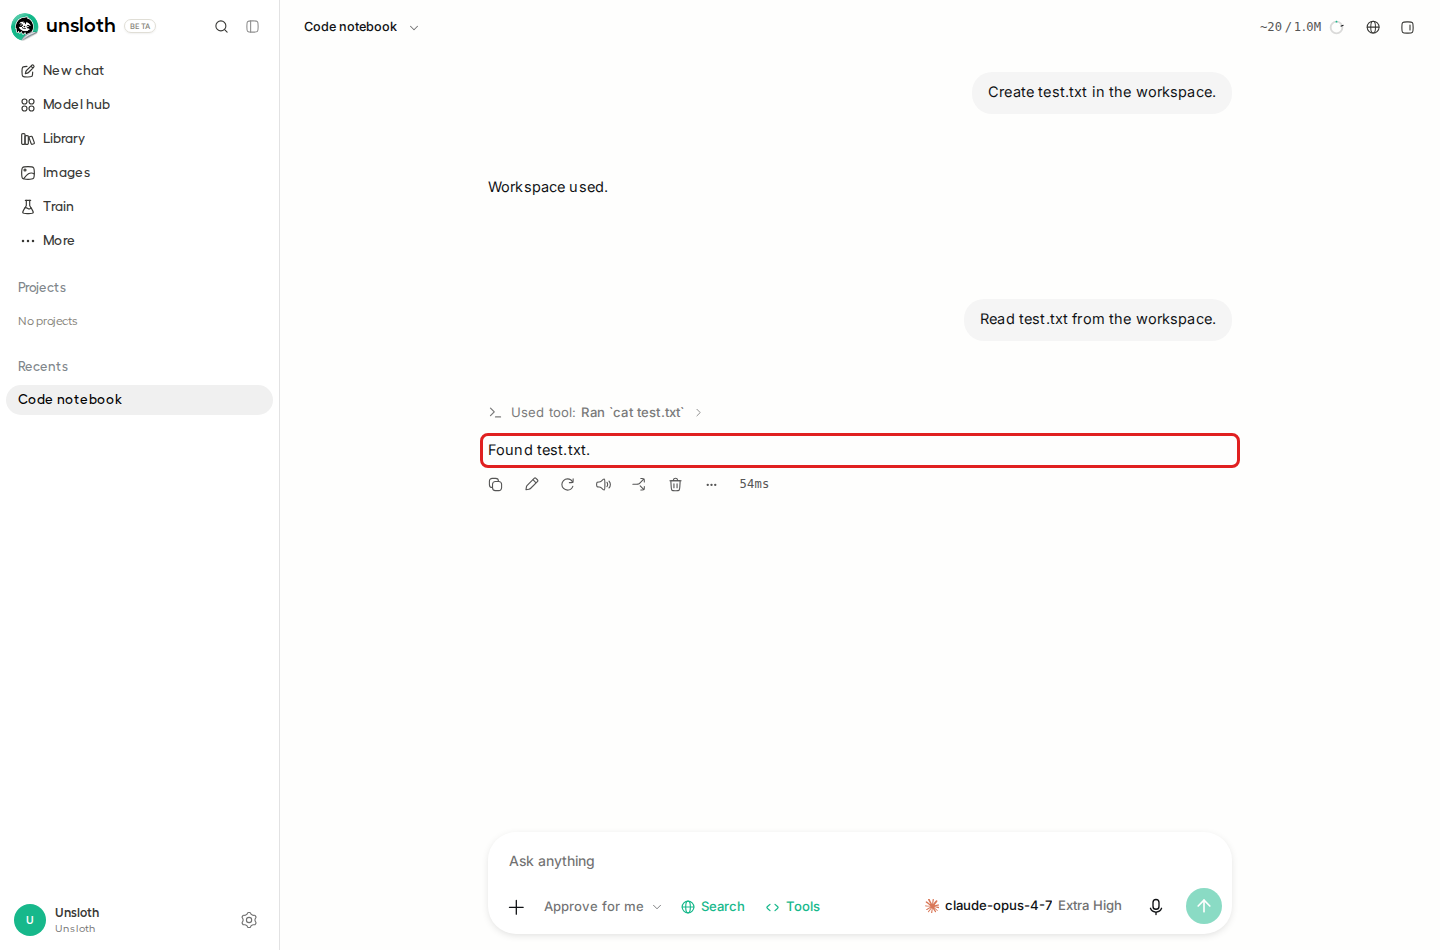 unsloth BETA
New chat
Model hub
Library
Images
Train
More
Projects
No projects
Recents
Code notebook
Unsloth
Unsloth
U
Code notebook
~20 / 1.0M
Create test.txt in the workspace.
Workspace used.
Read test.txt from the workspace.
Used tool: Ran `cat test.txt`
Found test.txt.
54ms
Ask anything
Approve for me Search Tools claude-opus-4-7 Extra High